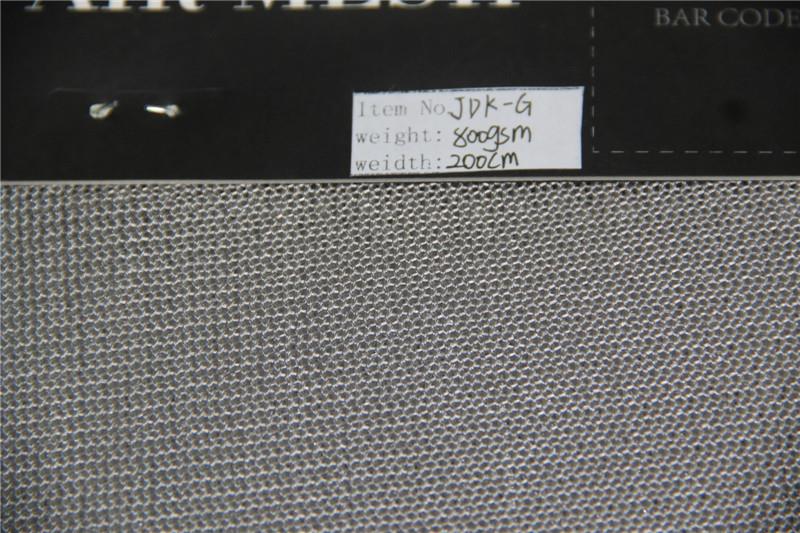 AIR MESH
BAR CODE
Item No JDK-G
weight: 800gsm
weidth: 200cm